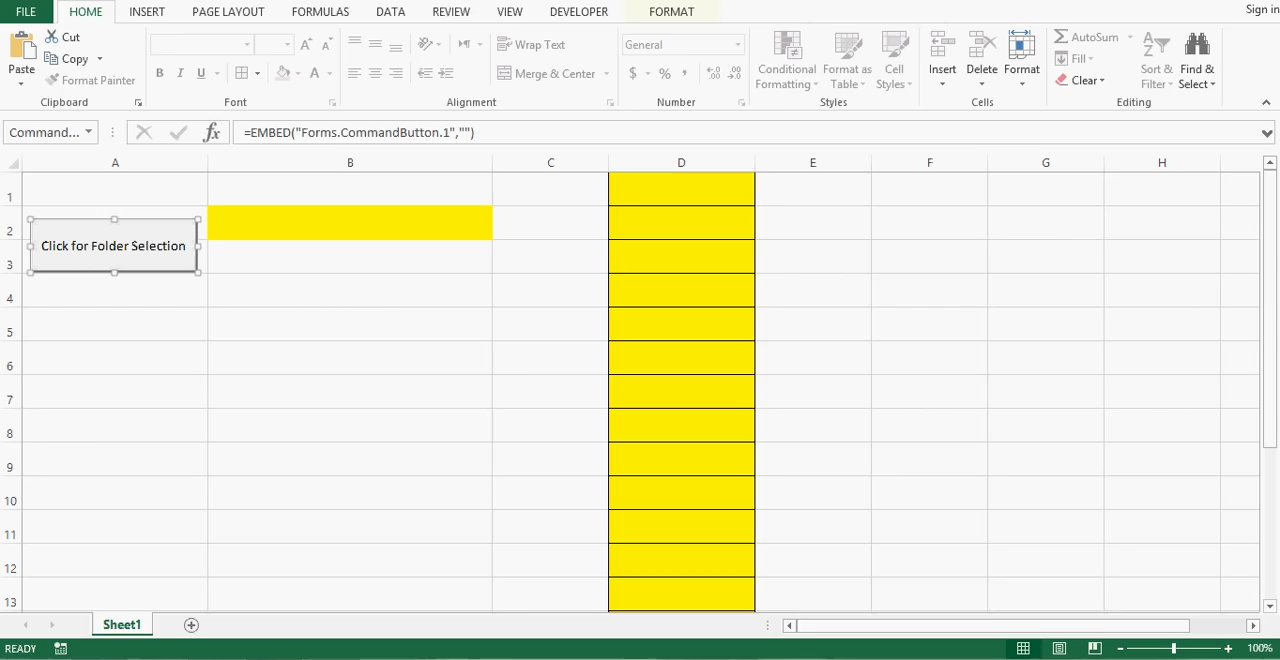 FILE HOME INSERT PAGE LAYOUT FORMULAS DATA REVIEW VIEW DEVELOPER FORMAT Sign in
Paste
Cut
Copy
Format Painter
Clipboard
B I U A
A A
Font
Wrap Text
Merge & Center
Alignment
General
$ % ,
Number
Conditional Formatting
Format as Table
Cell Styles
Styles
Insert
Delete
Format
Cells
AutoSum
Fill
Clear
Sort & Filter
Find & Select
Editing
Command... fx =EMBED("Forms.CommandButton.1","")
A B C D E F G H
1
2
Click for Folder Selection
3
4
5
6
7
8
9
10
11
12
13
Sheet1
READY 100%